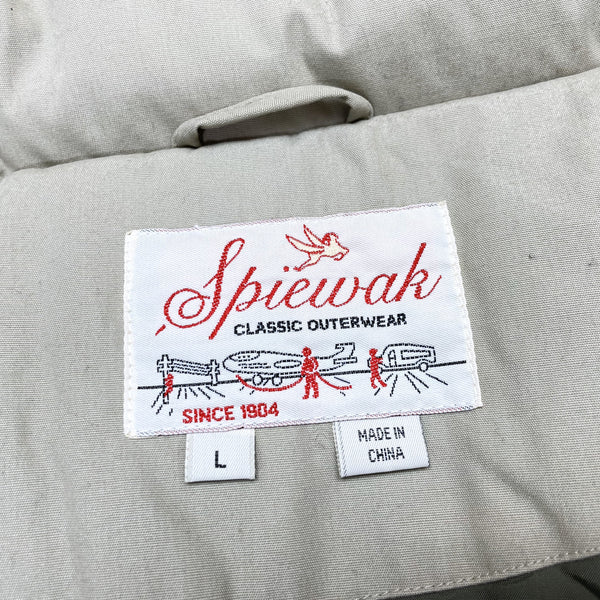 Spiewak
CLASSIC OUTERWEAR
SINCE 1904
L
MADE IN
CHINA